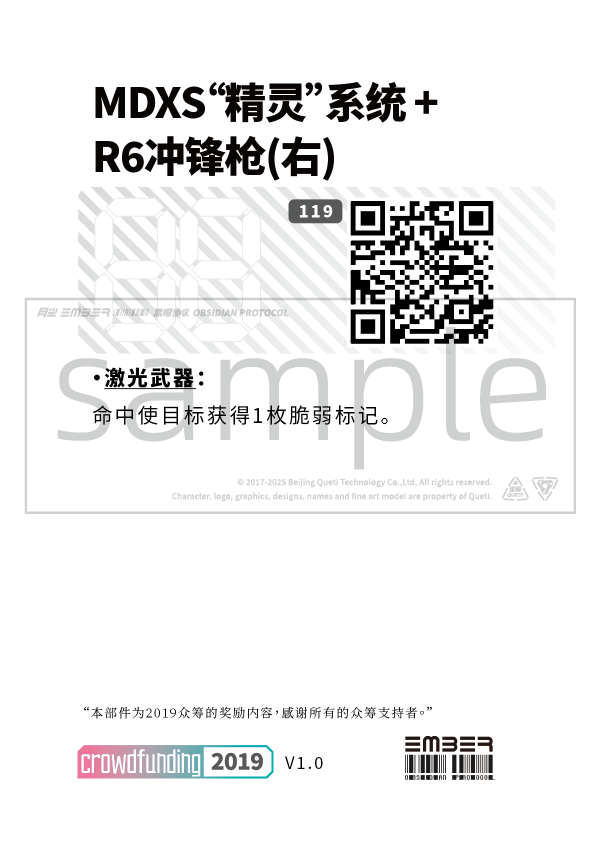 MDXS“精灵”系统 +
R6冲锋枪(右)
119
EMBER 黑曜协议 OBSIDIAN PROTOCOL
sample
•激光武器：
命中使目标获得1枚脆弱标记。
© 2017-2025 Beijing Queti Technology Co.,Ltd, All rights reserved.
Character, logo, graphics, designs, names and fine art model are property of Queti.
“本部件为2019众筹的奖励内容，感谢所有的众筹支持者。”
crowdfunding 2019 V1.0
EMBER